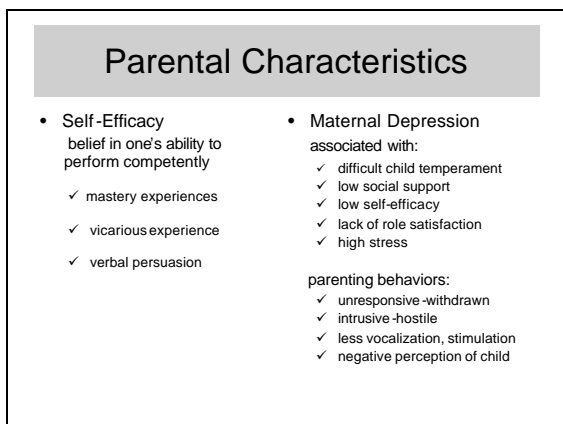 Parental Characteristics
• Self-Efficacy
belief in one's ability to
perform competently
✓ mastery experiences
✓ vicarious experience
✓ verbal persuasion
• Maternal Depression
associated with:
✓ difficult child temperament
✓ low social support
✓ low self-efficacy
✓ lack of role satisfaction
✓ high stress
parenting behaviors:
✓ unresponsive-withdrawn
✓ intrusive-hostile
✓ less vocalization, stimulation
✓ negative perception of child